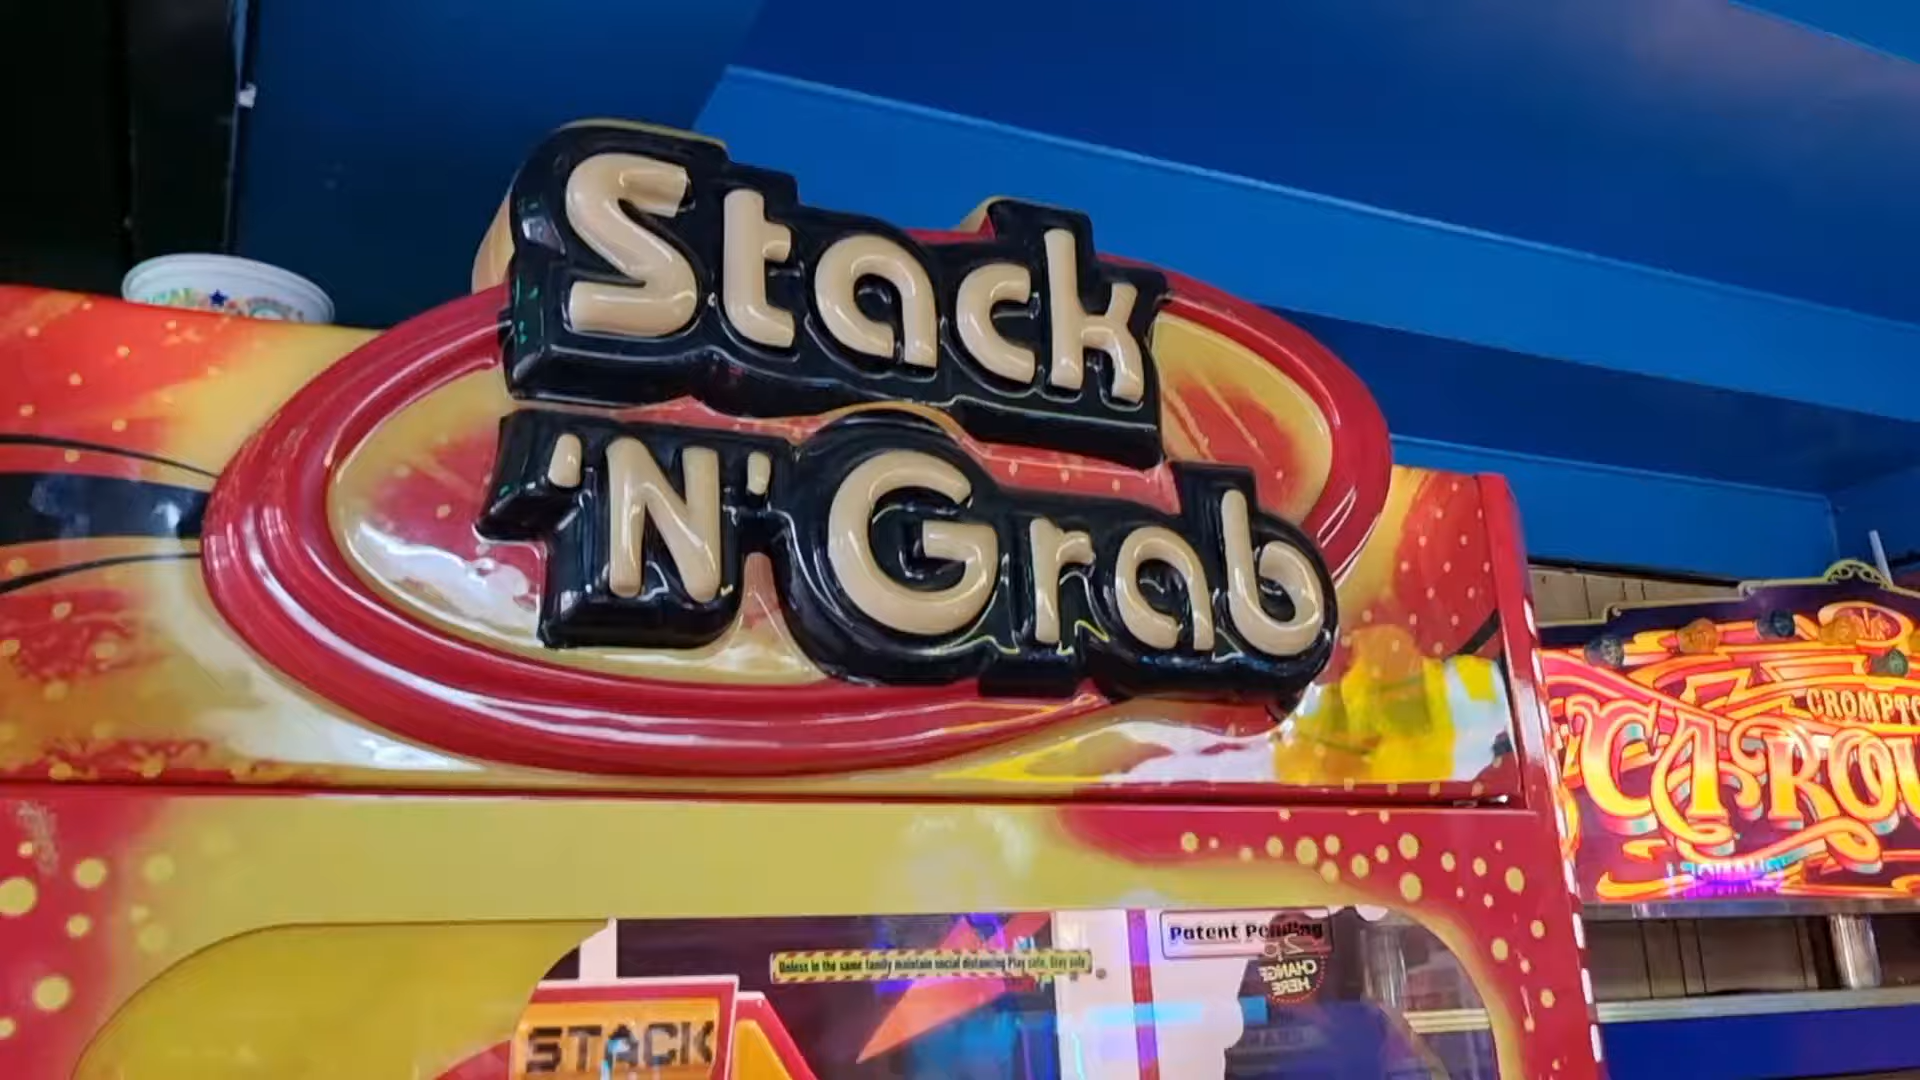 Stack
'N' Grab
CROMPTO
CAROU
Patent Pending
2p
CHANGE
HERE
Unless in the same family maintain social distancing Play safe, Stay safe
STACK